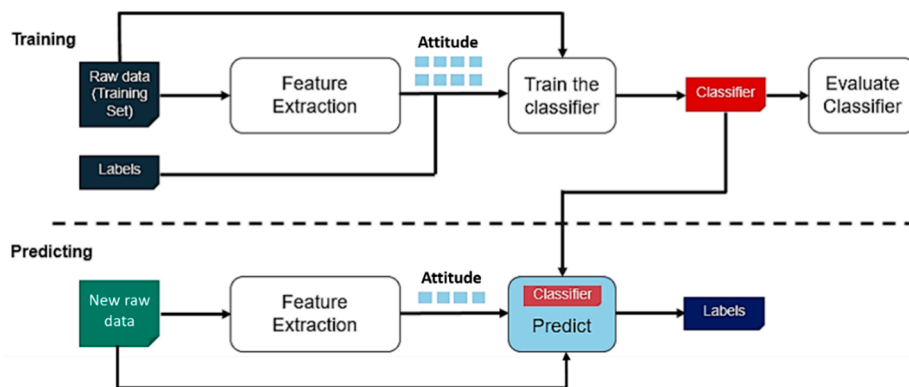 Training
Attitude
Raw data
(Training
Set)
Feature
Extraction
Train the
classifier
Classifier
Evaluate
Classifier
Labels
Predicting
Attitude
New raw
data
Feature
Extraction
Classifier
Predict
Labels